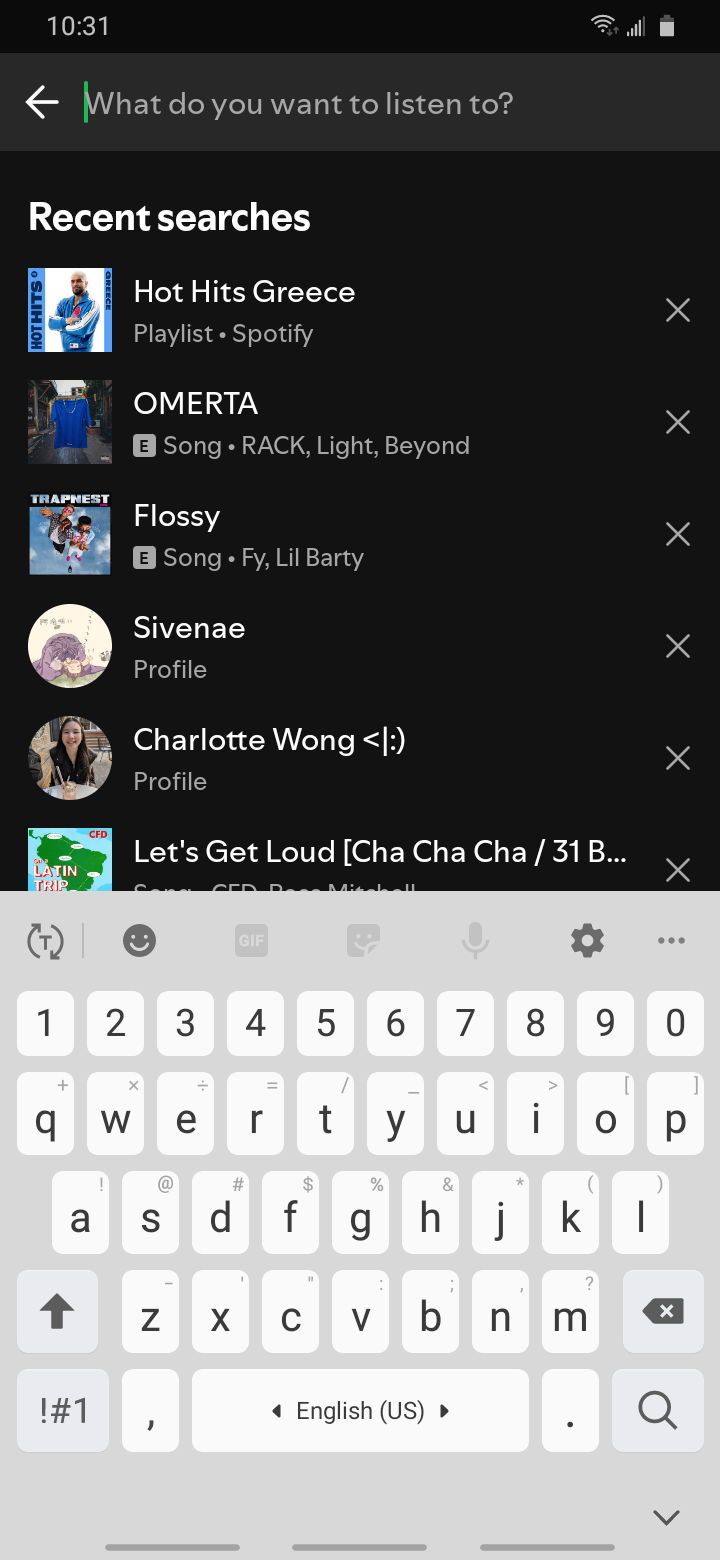 10:31
What do you want to listen to?
Recent searches
HOT HITS GREECE
Hot Hits Greece
Playlist • Spotify
OMERTA
E Song • RACK, Light, Beyond
TRAPNEST
Flossy
E Song • Fy, Lil Barty
Sivenae
Profile
Charlotte Wong <|:)
Profile
CFD
LATIN
TRIP
Let's Get Loud [Cha Cha Cha / 31 B...
Song • CFD, Ross Mitchell
T GIF ...
1 2 3 4 5 6 7 8 9 0
+ × ÷ = / _ < > [ ]
q w e r t y u i o p
! @ # $ % & * ( )
a s d f g h j k l
- ' " : ; , ?
z x c v b n m
!#1 , English (US) .